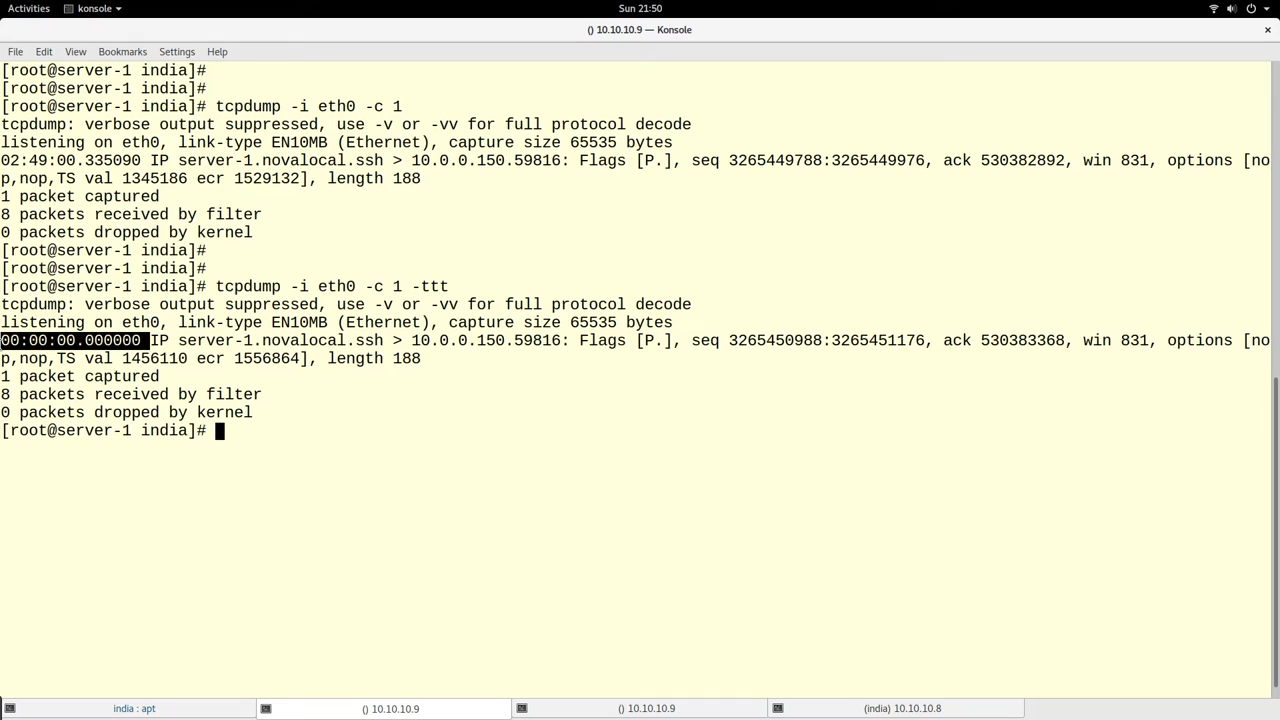 Activities konsole Sun 21:50
() 10.10.10.9 — Konsole ×
File Edit View Bookmarks Settings Help
[root@server-1 india]#
[root@server-1 india]#
[root@server-1 india]# tcpdump -i eth0 -c 1
tcpdump: verbose output suppressed, use -v or -vv for full protocol decode
listening on eth0, link-type EN10MB (Ethernet), capture size 65535 bytes
02:49:00.335090 IP server-1.novalocal.ssh > 10.0.0.150.59816: Flags [P.], seq 3265449788:3265449976, ack 530382892, win 831, options [no
p,nop,TS val 1345186 ecr 1529132], length 188
1 packet captured
8 packets received by filter
0 packets dropped by kernel
[root@server-1 india]#
[root@server-1 india]#
[root@server-1 india]# tcpdump -i eth0 -c 1 -ttt
tcpdump: verbose output suppressed, use -v or -vv for full protocol decode
listening on eth0, link-type EN10MB (Ethernet), capture size 65535 bytes
00:00:00.000000 IP server-1.novalocal.ssh > 10.0.0.150.59816: Flags [P.], seq 3265450988:3265451176, ack 530383368, win 831, options [no
p,nop,TS val 1456110 ecr 1556864], length 188
1 packet captured
8 packets received by filter
0 packets dropped by kernel
[root@server-1 india]#
india : apt () 10.10.10.9 () 10.10.10.9 (india) 10.10.10.8